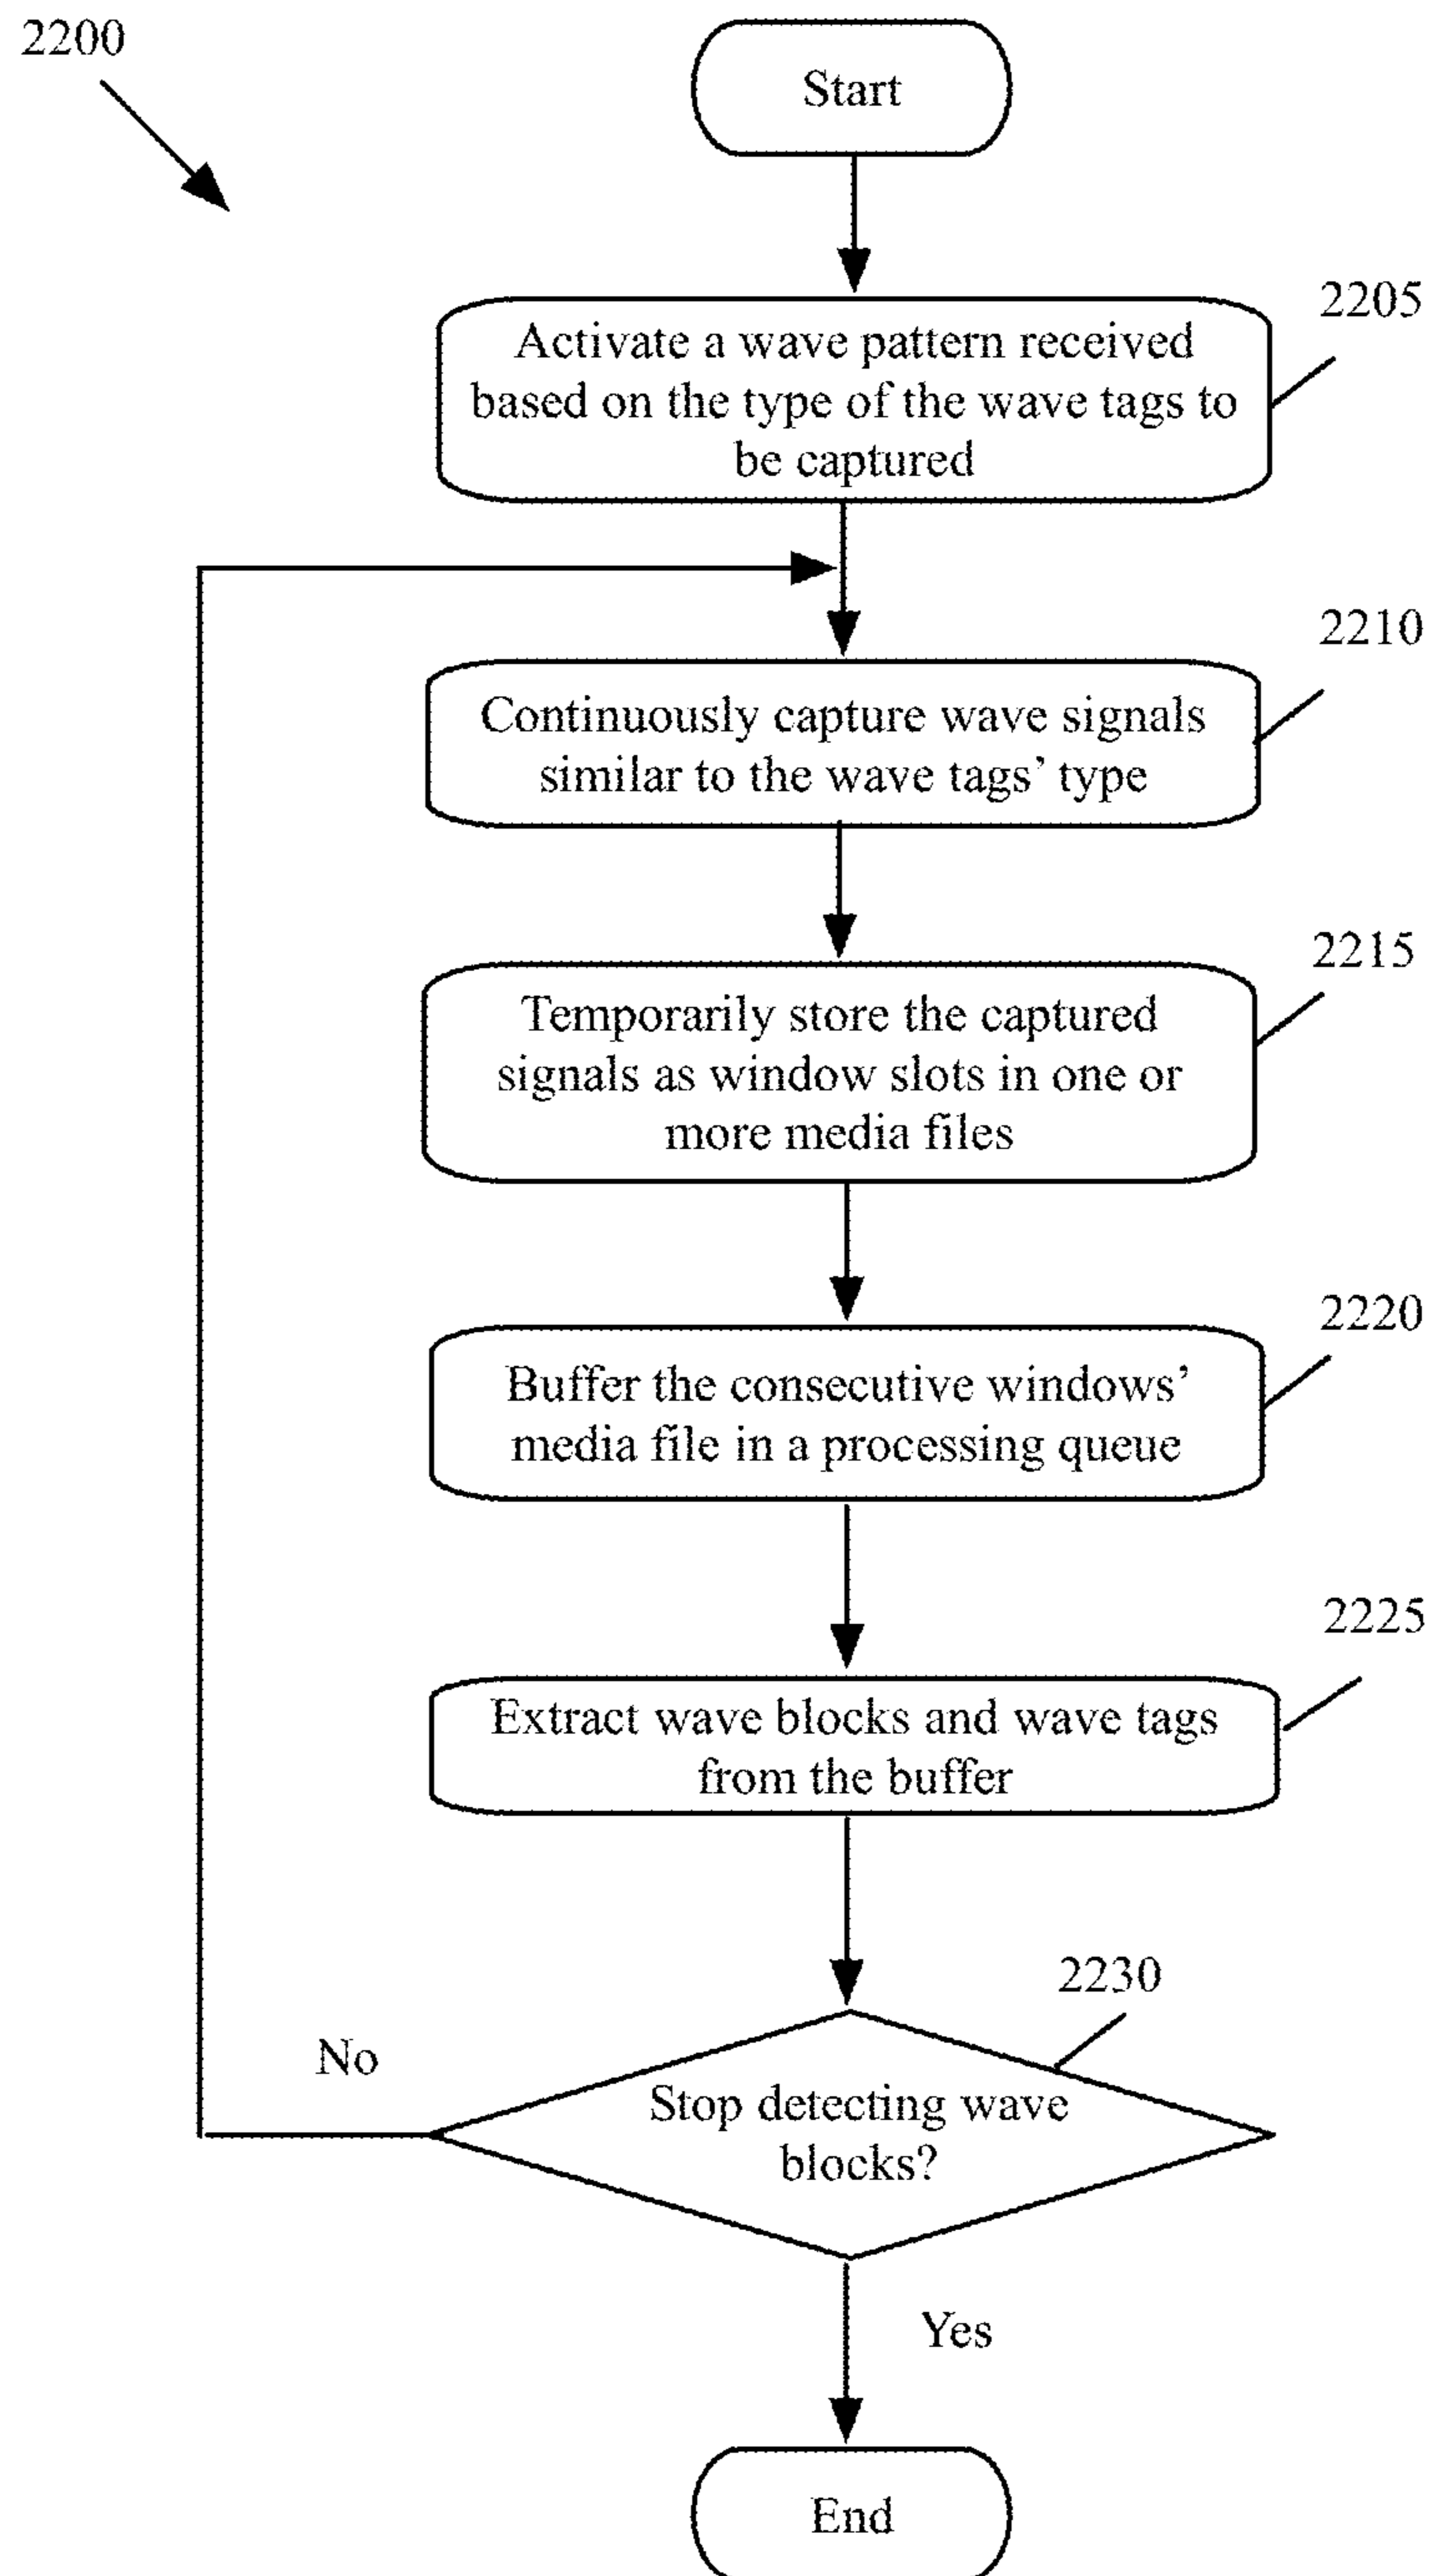 2200
Start
2205
Activate a wave pattern received
based on the type of the wave tags to
be captured
2210
Continuously capture wave signals
similar to the wave tags’ type
2215
Temporarily store the captured
signals as window slots in one or
more media files
2220
Buffer the consecutive windows’
media file in a processing queue
2225
Extract wave blocks and wave tags
from the buffer
2230
No
Stop detecting wave
blocks?
Yes
End